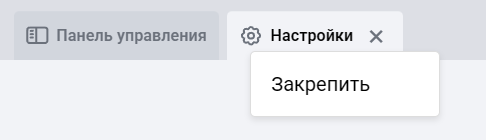 Панель управления
Настройки
Закрепить